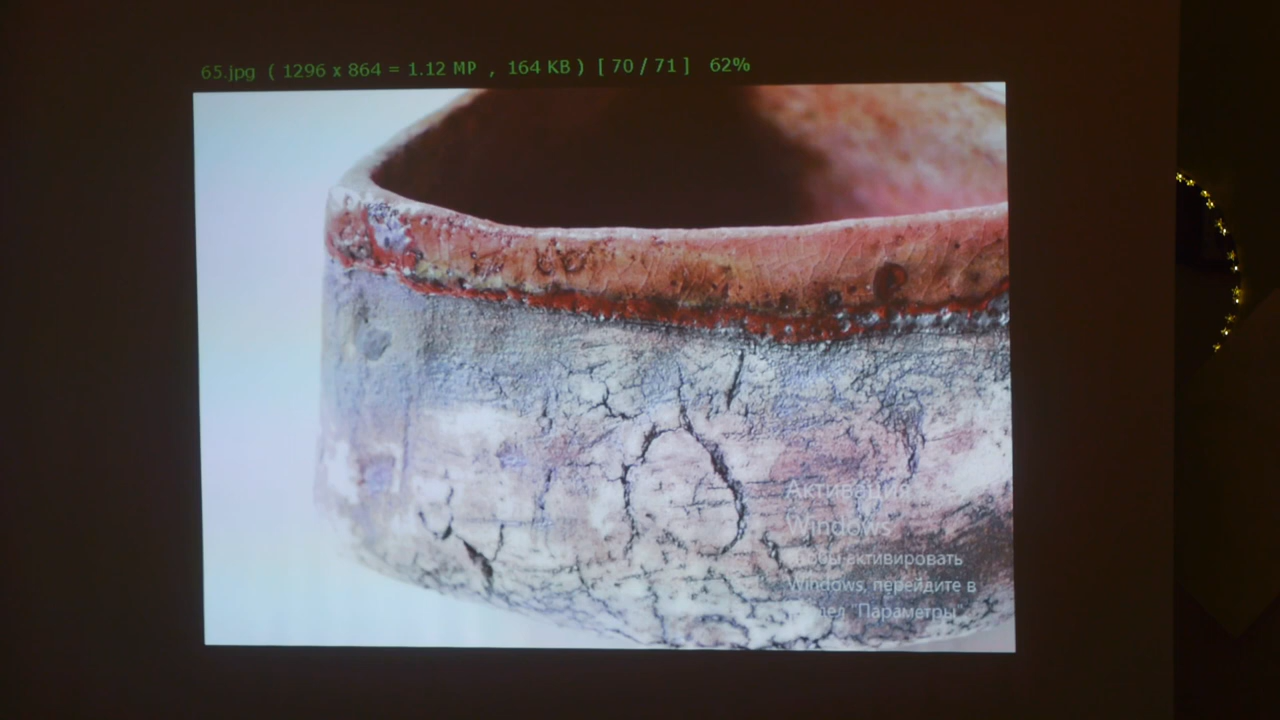 65.jpg ( 1296 x 864 = 1.12 MP , 164 KB ) [ 70 / 71 ] 62%
Активация
Windows
активировать
Windows, перейдите в
"Параметры"